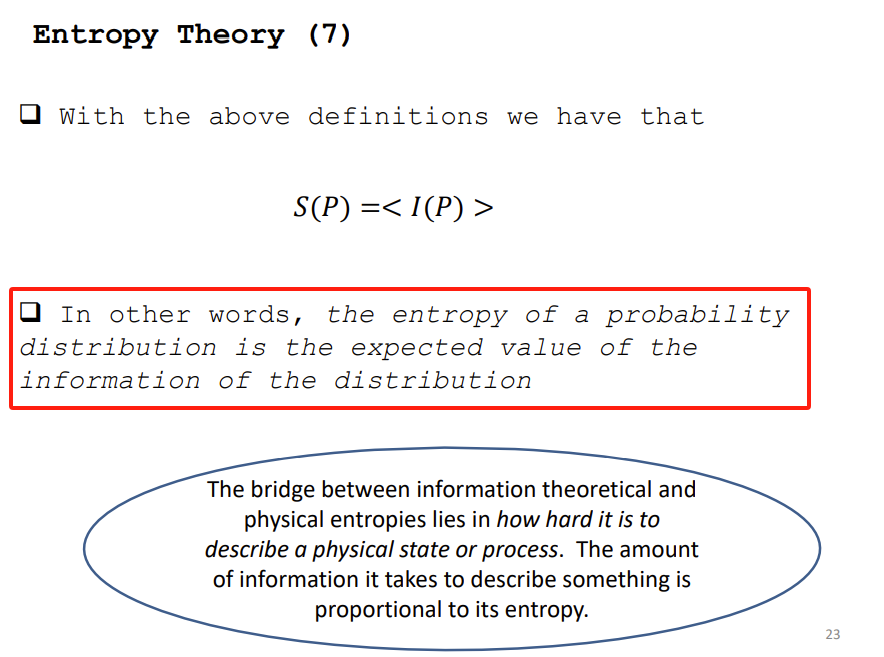 Entropy Theory (7)
❑ With the above definitions we have that
S(P) =< I(P) >
❑ In other words, the entropy of a probability
distribution is the expected value of the
information of the distribution
The bridge between information theoretical and
physical entropies lies in how hard it is to
describe a physical state or process. The amount
of information it takes to describe something is
proportional to its entropy.
23